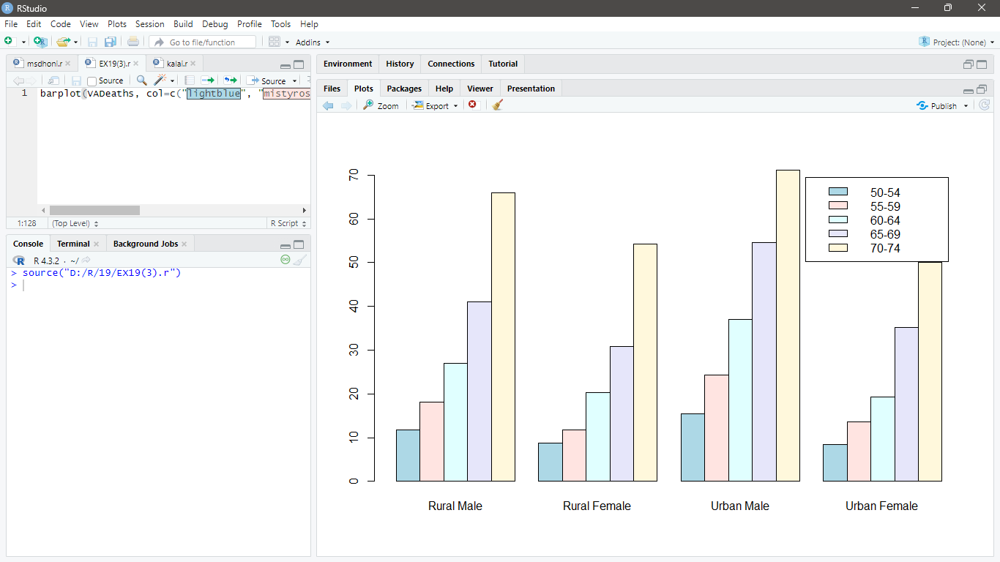 RStudio
File Edit Code View Plots Session Build Debug Profile Tools Help
Go to file/function Addins Project: (None)
msdhoni.r EX19(3).r kalai.r
Source Source
1 barplot(VADeaths, col=c("lightblue", "mistyros
1:128 (Top Level) R Script
Console Terminal Background Jobs
R 4.3.2 · ~/
> source("D:/R/19/EX19(3).r")
>
Environment History Connections Tutorial
Files Plots Packages Help Viewer Presentation
Zoom Export Publish
70
60
50
40
30
20
10
0
50-54
55-59
60-64
65-69
70-74
Rural Male Rural Female Urban Male Urban Female